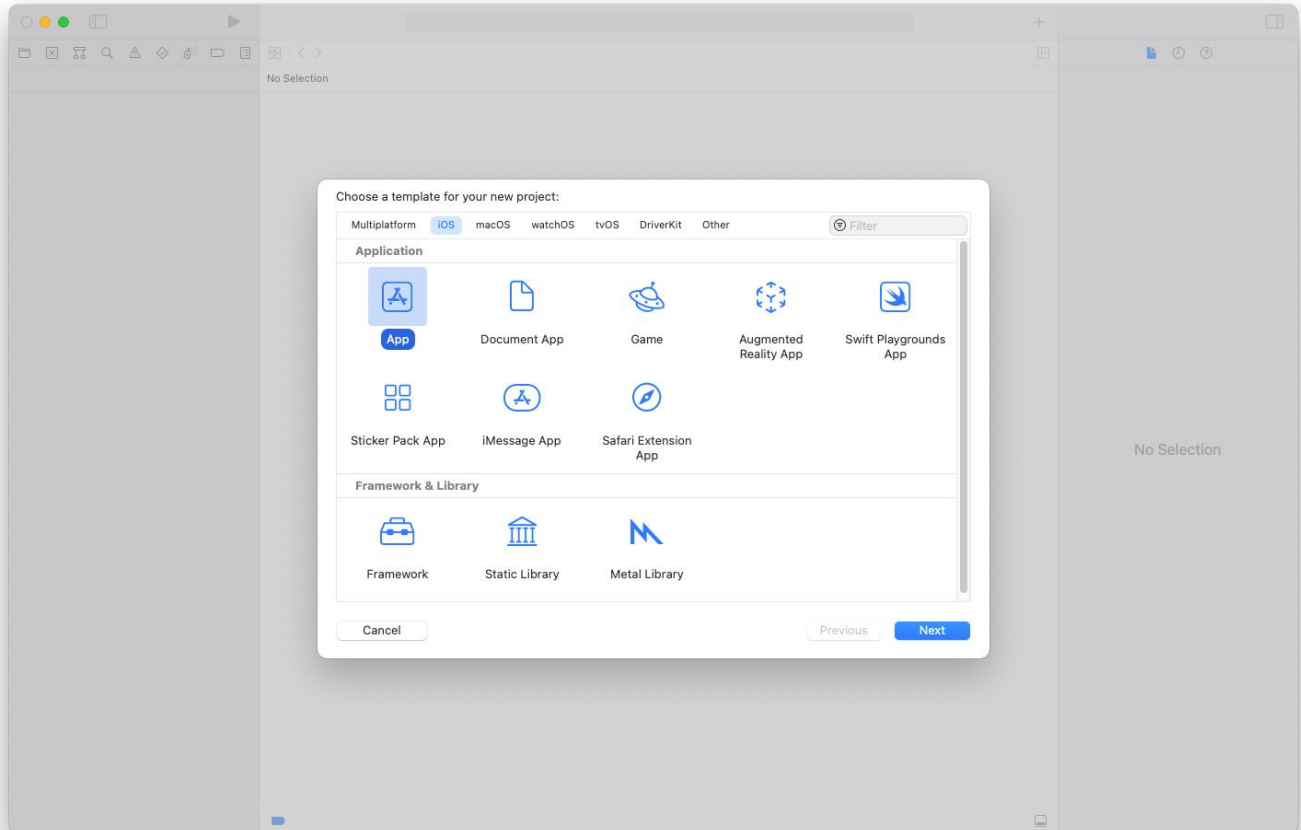 No Selection
Choose a template for your new project:
Multiplatform iOS macOS watchOS tvOS DriverKit Other Filter
Application
App Document App Game Augmented Reality App Swift Playgrounds App
Sticker Pack App iMessage App Safari Extension App
No Selection
Framework & Library
Framework Static Library Metal Library
Cancel Previous Next